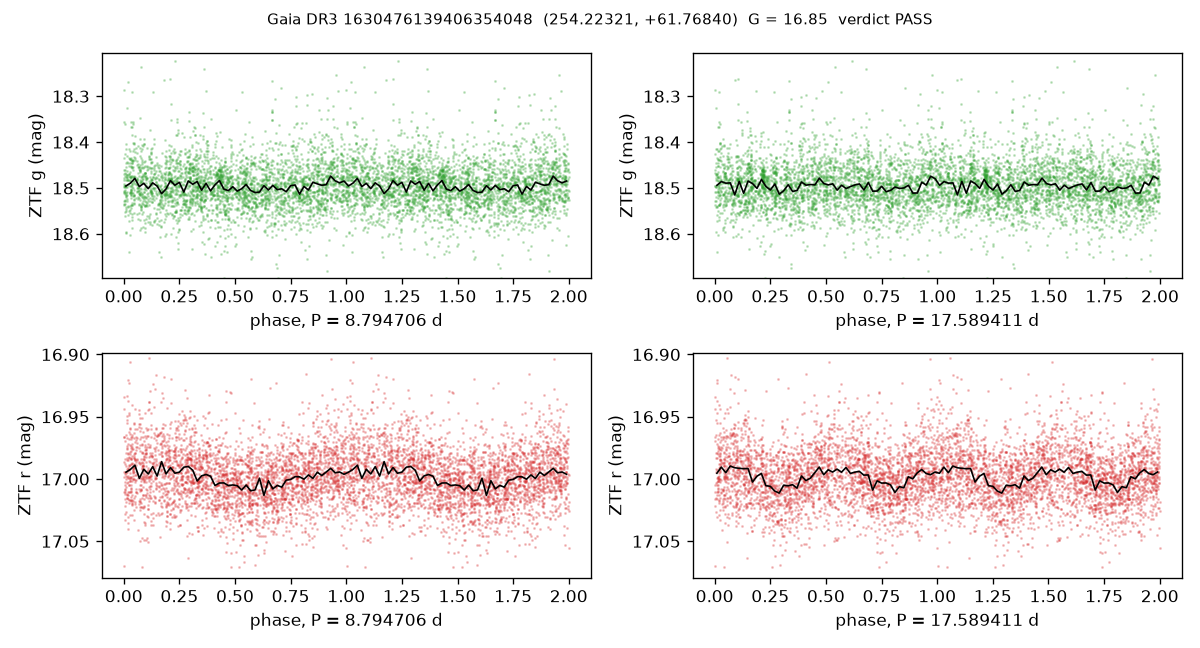 Gaia DR3 1630476139406354048 (254.22321, +61.76840) G = 16.85 verdict PASS
ZTF g (mag)
18.3
18.4
18.5
18.6
0.00 0.25 0.50 0.75 1.00 1.25 1.50 1.75 2.00
phase, P = 8.794706 d
ZTF g (mag)
18.3
18.4
18.5
18.6
0.00 0.25 0.50 0.75 1.00 1.25 1.50 1.75 2.00
phase, P = 17.589411 d
ZTF r (mag)
16.90
16.95
17.00
17.05
0.00 0.25 0.50 0.75 1.00 1.25 1.50 1.75 2.00
phase, P = 8.794706 d
ZTF r (mag)
16.90
16.95
17.00
17.05
0.00 0.25 0.50 0.75 1.00 1.25 1.50 1.75 2.00
phase, P = 17.589411 d